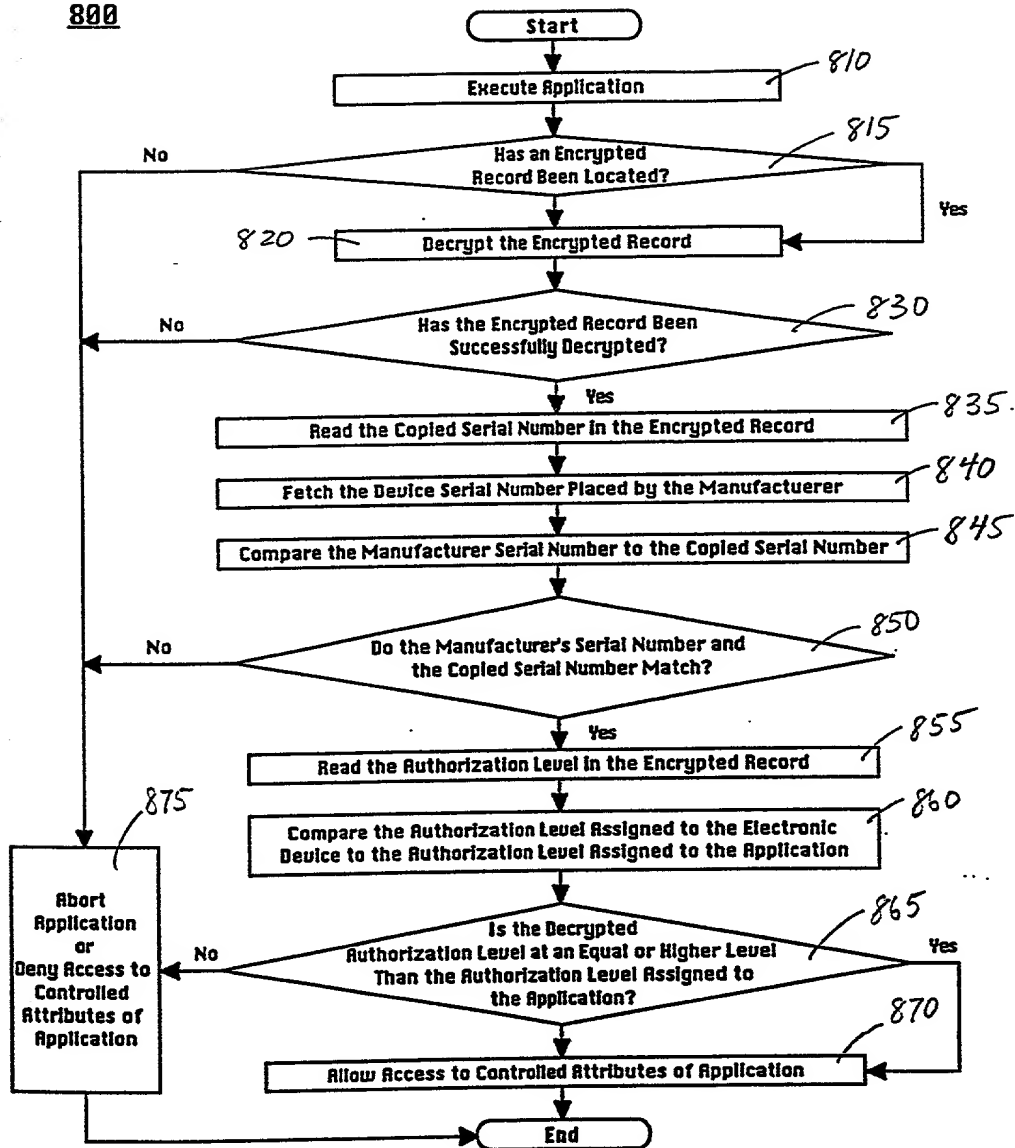 800
Start
810
Execute Application
815
No
Has an Encrypted
Record Been Located?
Yes
820
Decrypt the Encrypted Record
830
No
Has the Encrypted Record Been
Successfully Decrypted?
Yes
835.
Read the Copied Serial Number in the Encrypted Record
840
Fetch the Device Serial Number Placed by the Manufactuerer
845
Compare the Manufacturer Serial Number to the Copied Serial Number
850
No
Do the Manufacturer's Serial Number and
the Copied Serial Number Match?
Yes
855
Read the Authorization Level in the Encrypted Record
860
875
Compare the Authorization Level Assigned to the Electronic
Device to the Authorization Level Assigned to the Application
...
865
Abort
Application
or
Deny Access to
Controlled
Attributes of
Application
No
Is the Decrypted
Authorization Level at an Equal or Higher Level
Than the Authorization Level Assigned to
the Application?
Yes
870
Allow Access to Controlled Attributes of Application
End